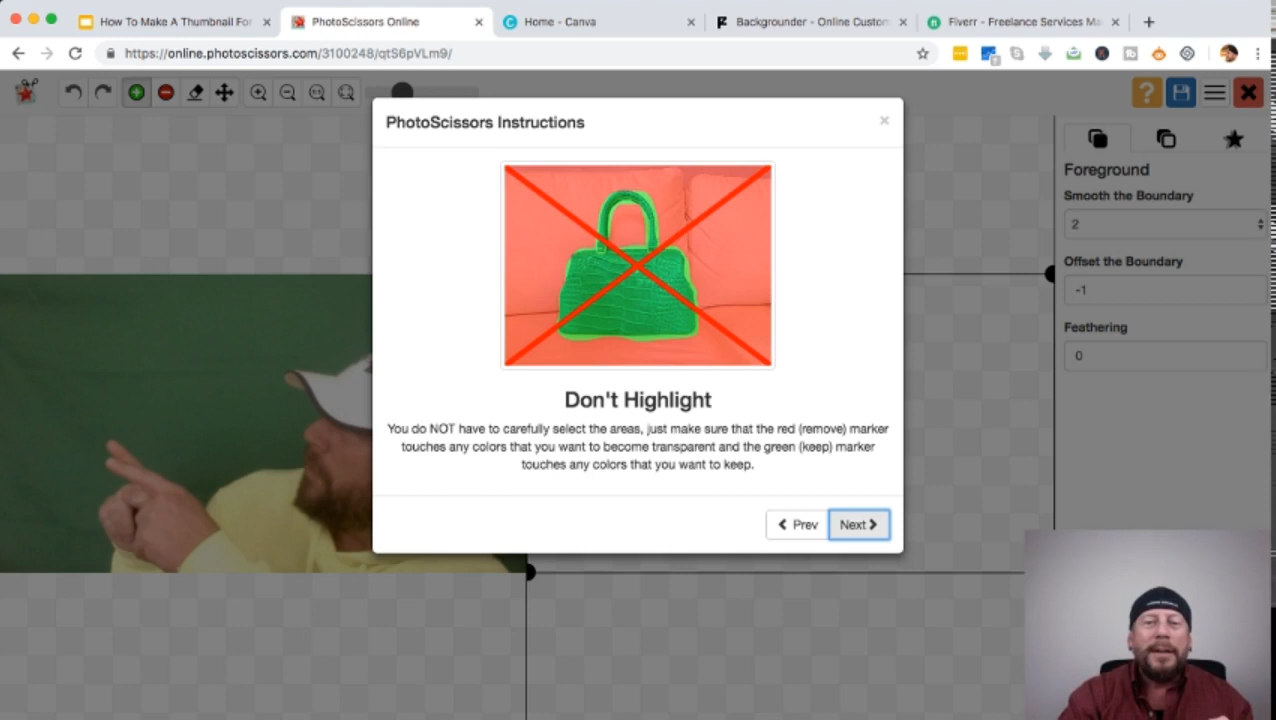 How To Make A Thumbnail For
PhotoScissors Online
Home - Canva
Backgrounder - Online Custom
Fiverr - Freelance Services Ma
https://online.photoscissors.com/3100248/qtS6pVLm9/
PhotoScissors Instructions
Don't Highlight
You do NOT have to carefully select the areas, just make sure that the red (remove) marker
touches any colors that you want to become transparent and the green (keep) marker
touches any colors that you want to keep.
Prev
Next
Foreground
Smooth the Boundary
2
Offset the Boundary
-1
Feathering
0